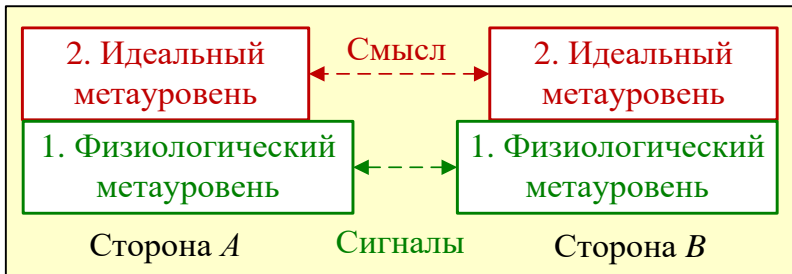 2. Идеальный
метауровень
Смысл
2. Идеальный
метауровень
1. Физиологический
метауровень
1. Физиологический
метауровень
Сторона A
Сигналы
Сторона B